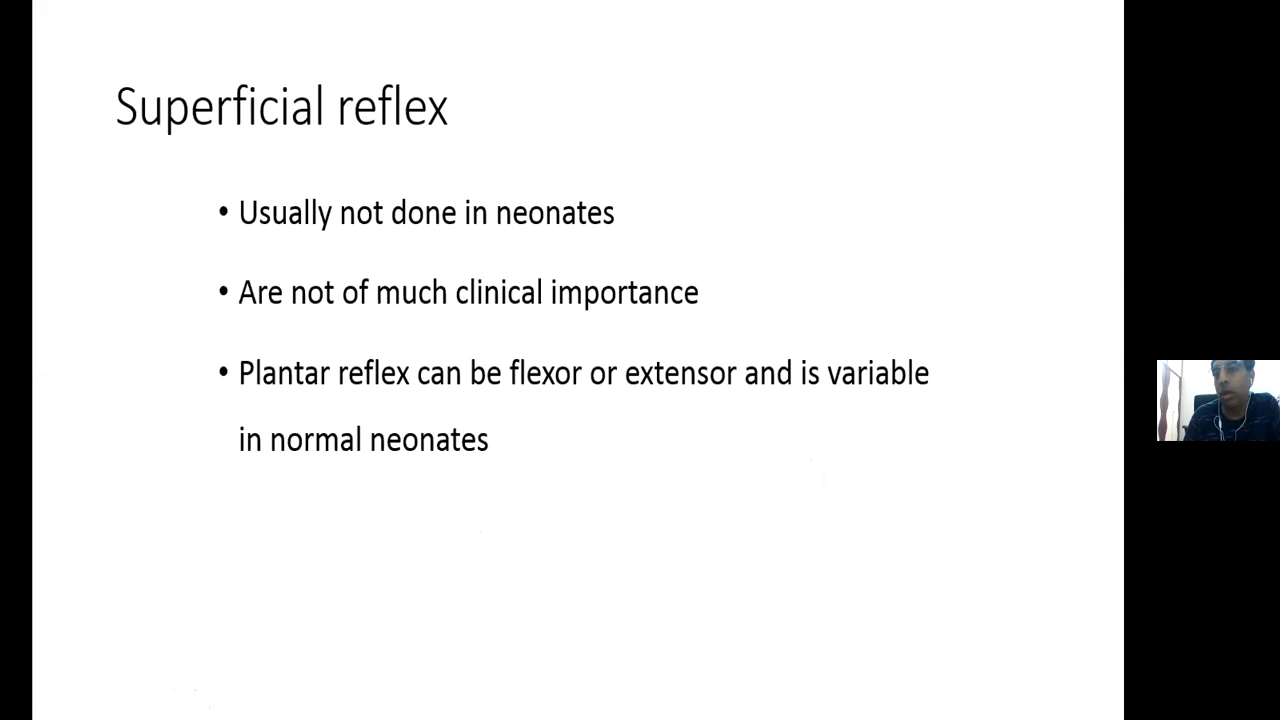 Superficial reflex
• Usually not done in neonates
• Are not of much clinical importance
• Plantar reflex can be flexor or extensor and is variable
in normal neonates